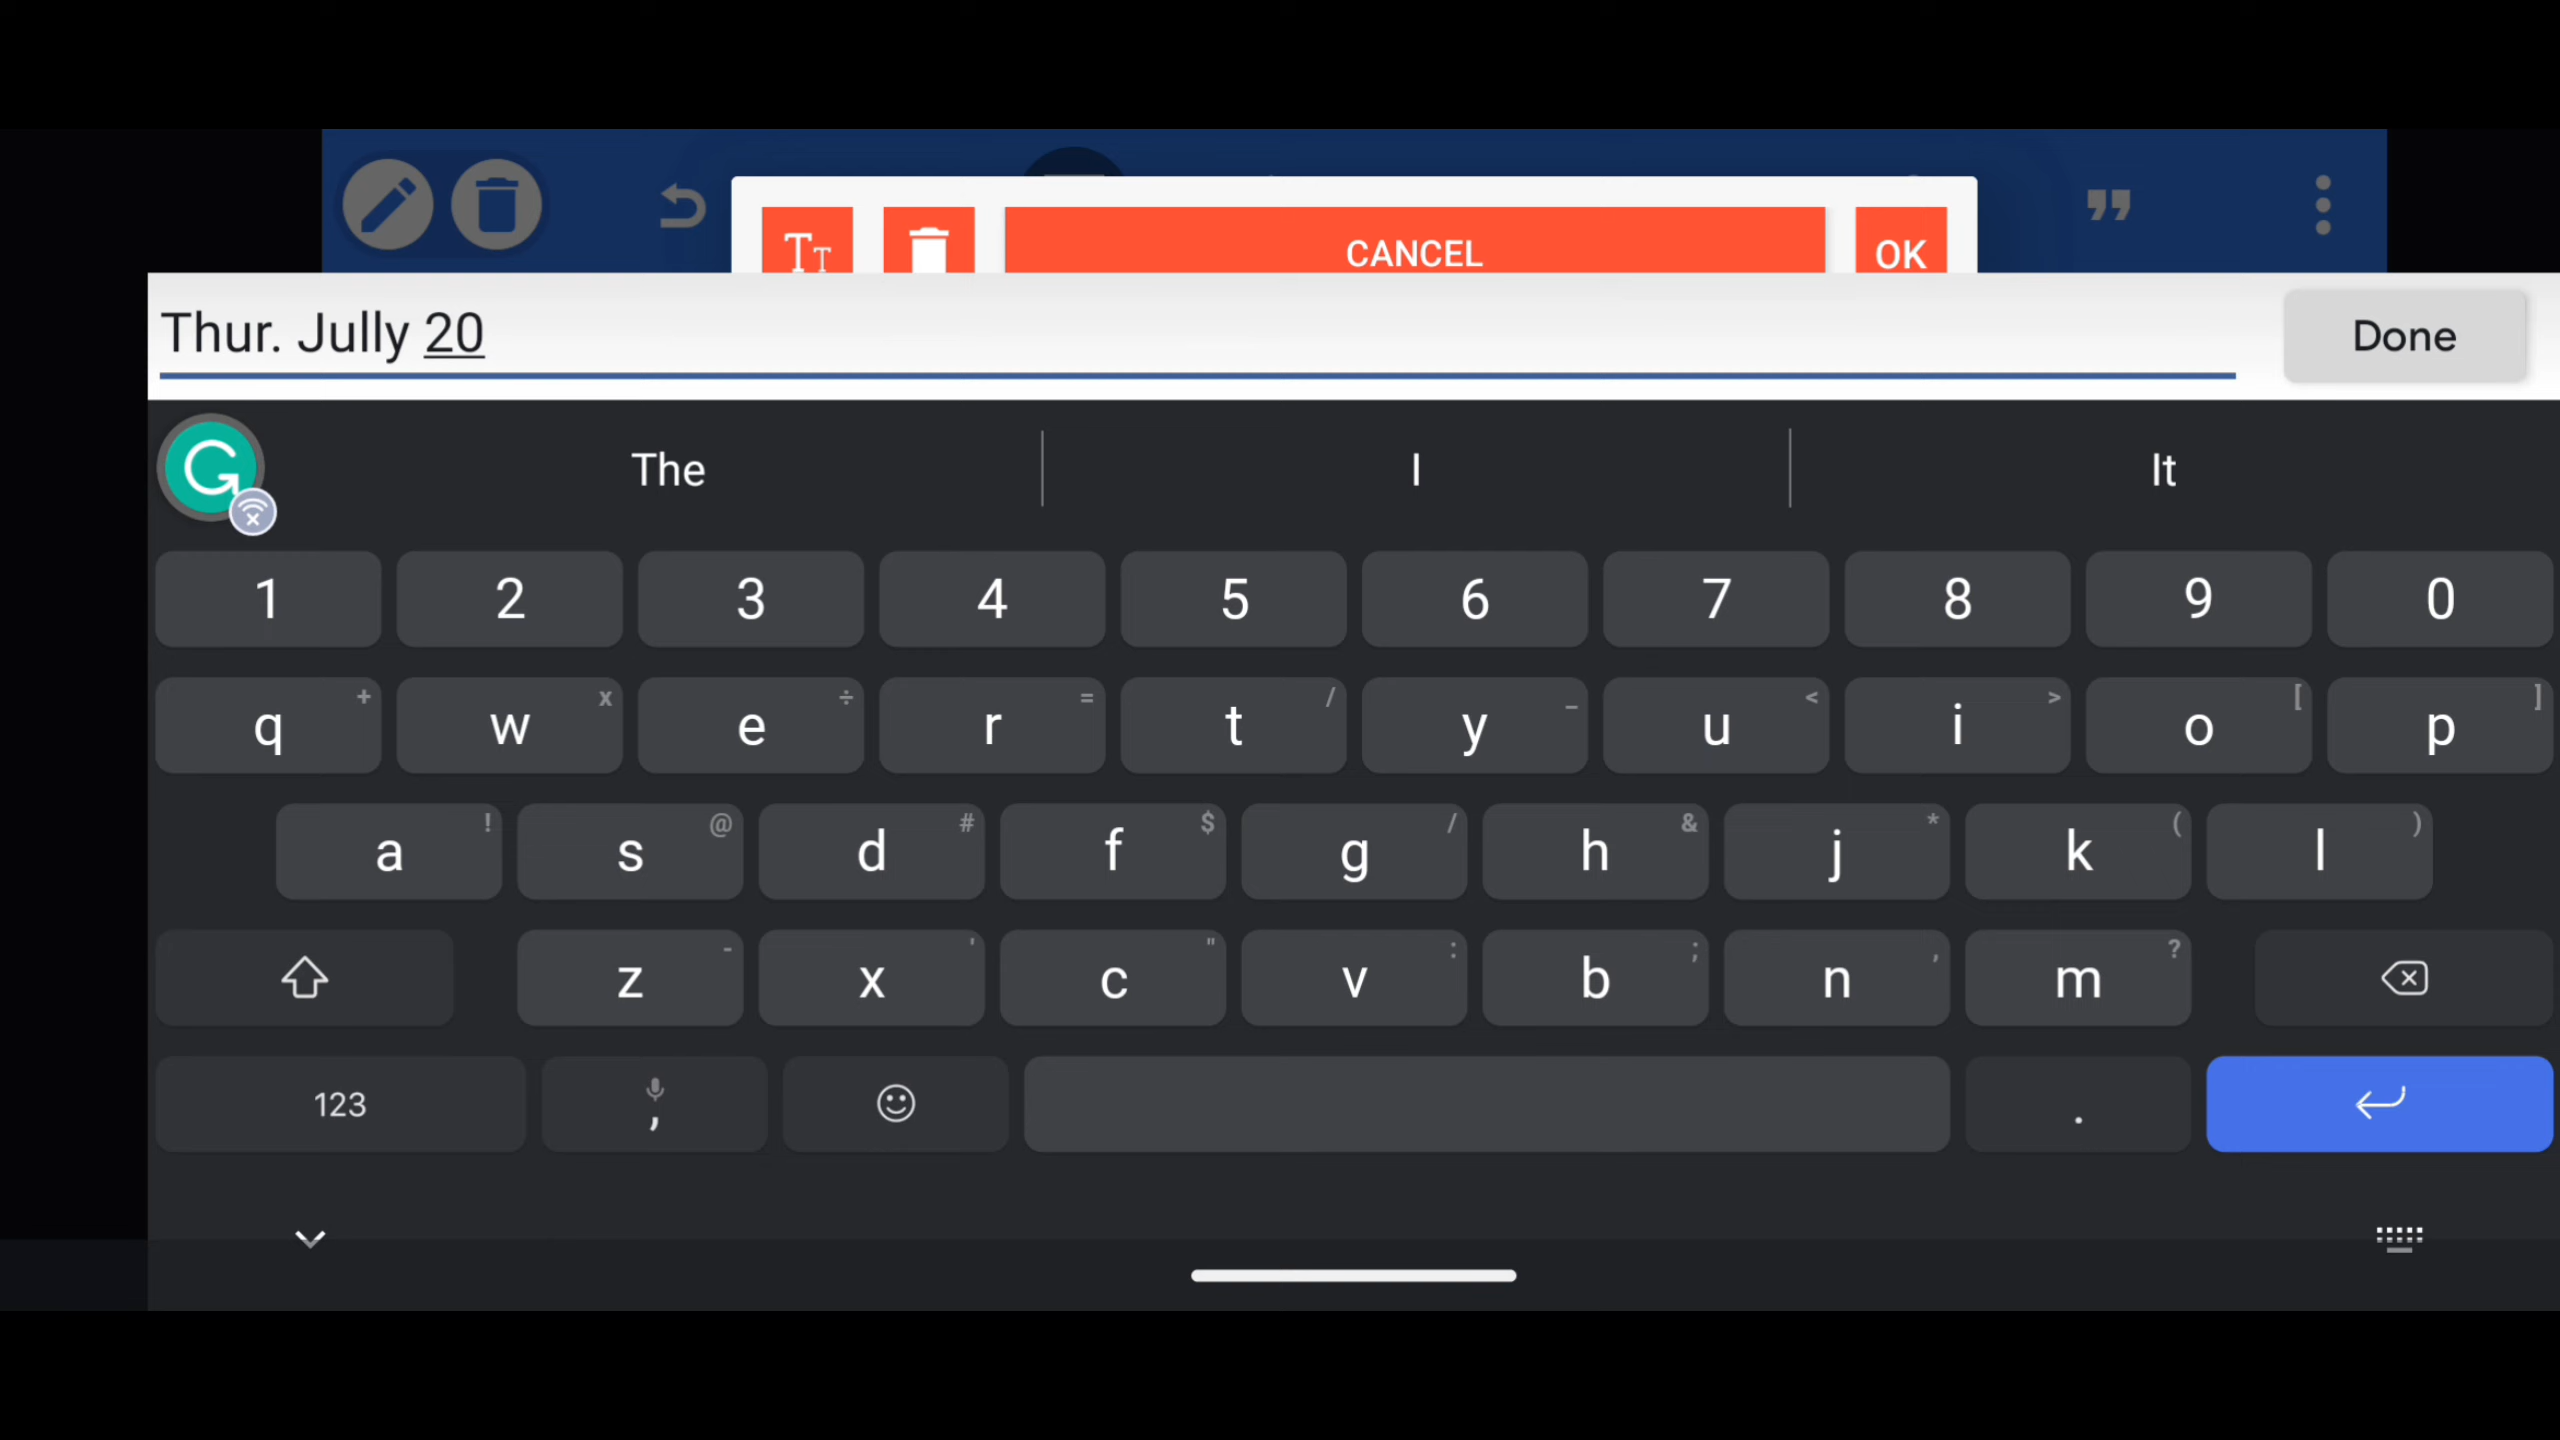 Tт
CANCEL
OK
Thur. Jully 20
Done
The
I
It
1 2 3 4 5 6 7 8 9 0
q + w x e ÷ r = t / y _ u < i > o [ p ]
a ! s @ d # f $ g / h & j * k ( l )
z - x ' c " v : b ; n , m ?
123 , .